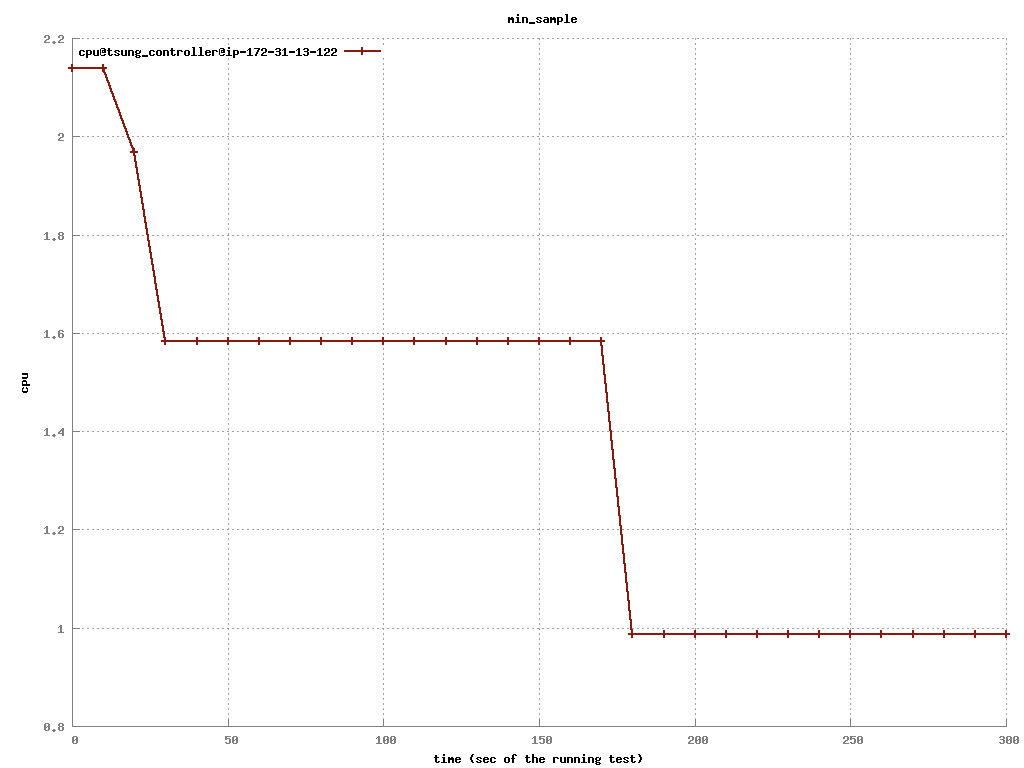 min_sample
cpu@tsung_controller@ip-172-31-13-122
2.2
2
1.8
1.6
1.4
1.2
1
0.8
cpu
0 50 100 150 200 250 300
time (sec of the running test)